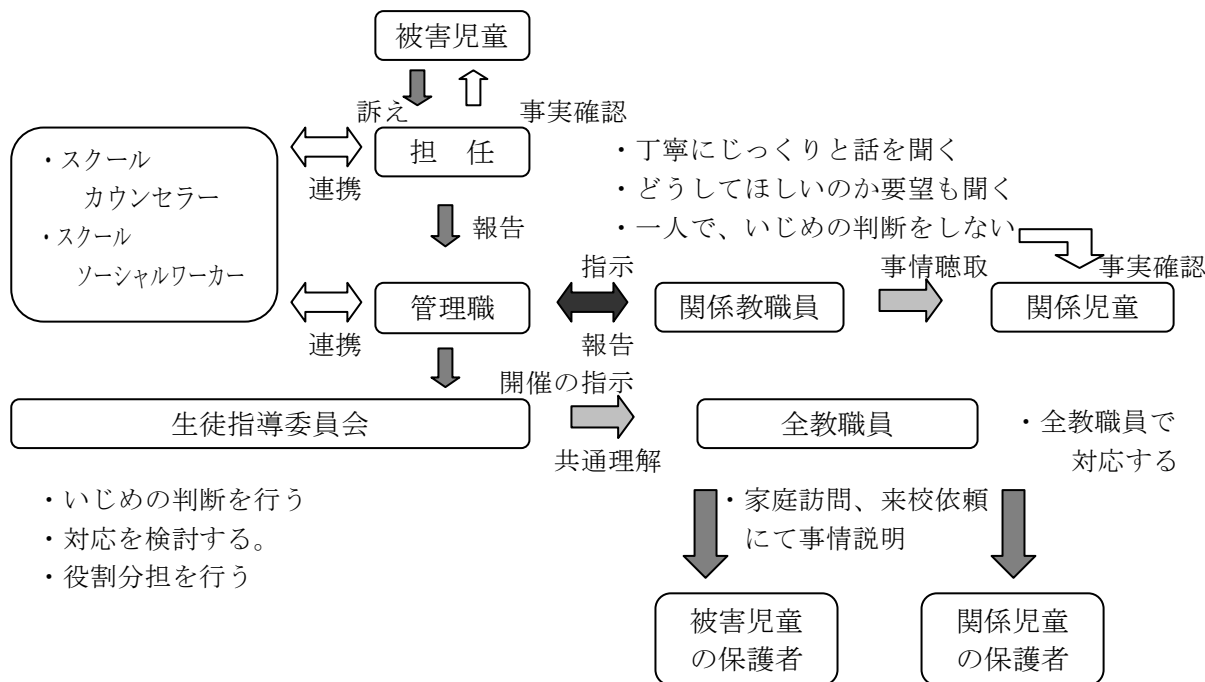 被害児童
訴え
事実確認
・スクール
カウンセラー
・スクール
ソーシャルワーカー
連携
担　任
・丁寧にじっくりと話を聞く
・どうしてほしいのか要望も聞く
・一人で、いじめの判断をしない
報告
指示
事情聴取
事実確認
管理職
関係教職員
関係児童
連携
報告
開催の指示
生徒指導委員会
全教職員
・全教職員で
対応する
共通理解
・いじめの判断を行う
・対応を検討する。
・役割分担を行う
・家庭訪問、来校依頼
にて事情説明
被害児童
の保護者
関係児童
の保護者